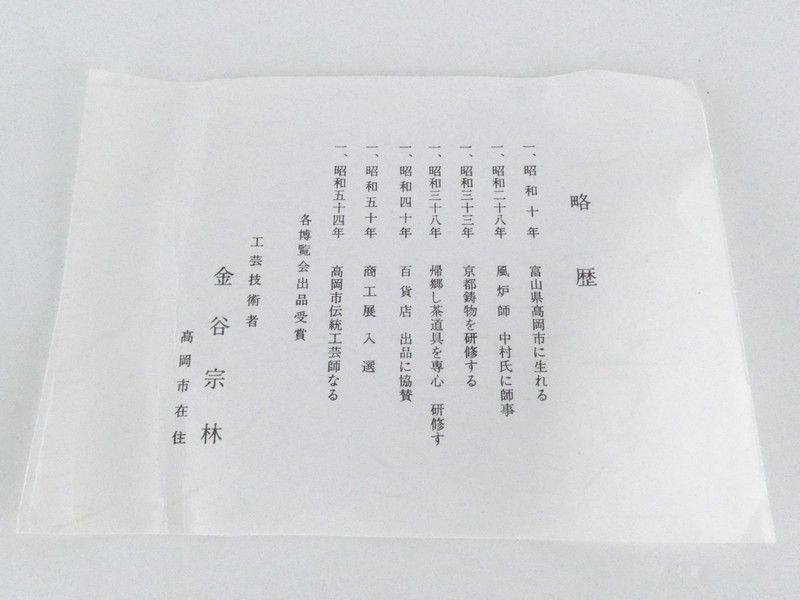 略歴
一、昭和十年 富山県高岡市に生れる
一、昭和二十八年 風炉師 中村氏に師事
一、昭和三十三年 京都鋳物を研修する
一、昭和三十八年 帰郷し茶道具を専心 研修す
一、昭和四十年 百貨店 出品に協賛
一、昭和五十年 商工展入選
一、昭和五十四年 高岡市伝統工芸師なる
各博覧会出品受賞
工芸技術者
金谷宗林
高岡市在住